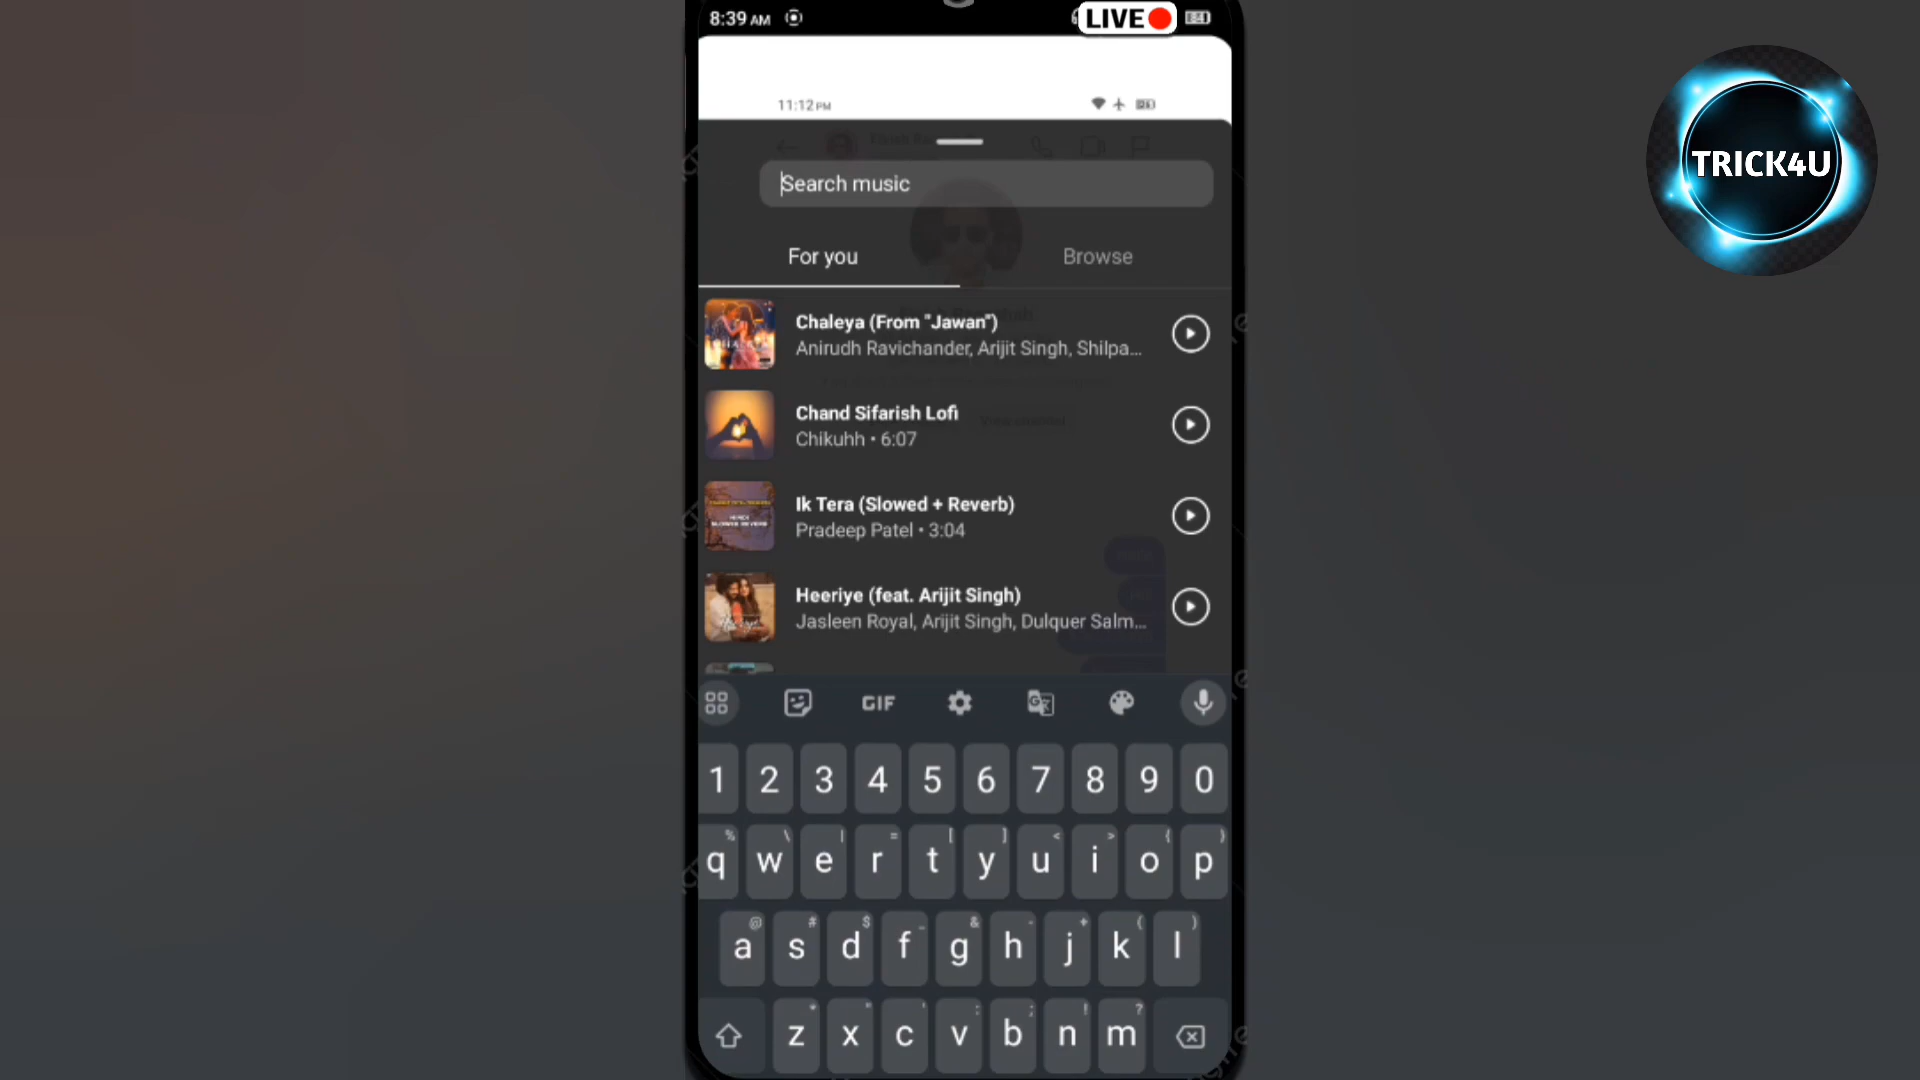 8:39 AM
LIVE
84
TRICK4U
11:12 PM
Search music
For you
Browse
Chaleya (From "Jawan")
Anirudh Ravichander, Arijit Singh, Shilpa...
Chand Sifarish Lofi
Chikuhh • 6:07
Ik Tera (Slowed + Reverb)
Pradeep Patel • 3:04
Heeriye (feat. Arijit Singh)
Jasleen Royal, Arijit Singh, Dulquer Salm...
GIF
1 2 3 4 5 6 7 8 9 0
% \ | = [ ] < > { }
q w e r t y u i o p
@ # $ _ & - + ( )
a s d f g h j k l
* " ' : ; ! ?
z x c v b n m